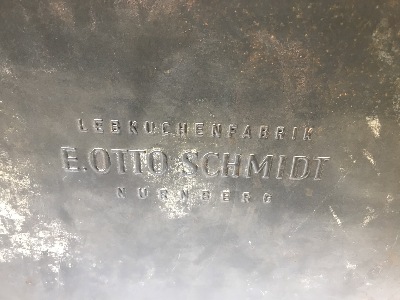 LEBKUCHENFABRIK
E. OTTO SCHMIDT
NÜRNBERG